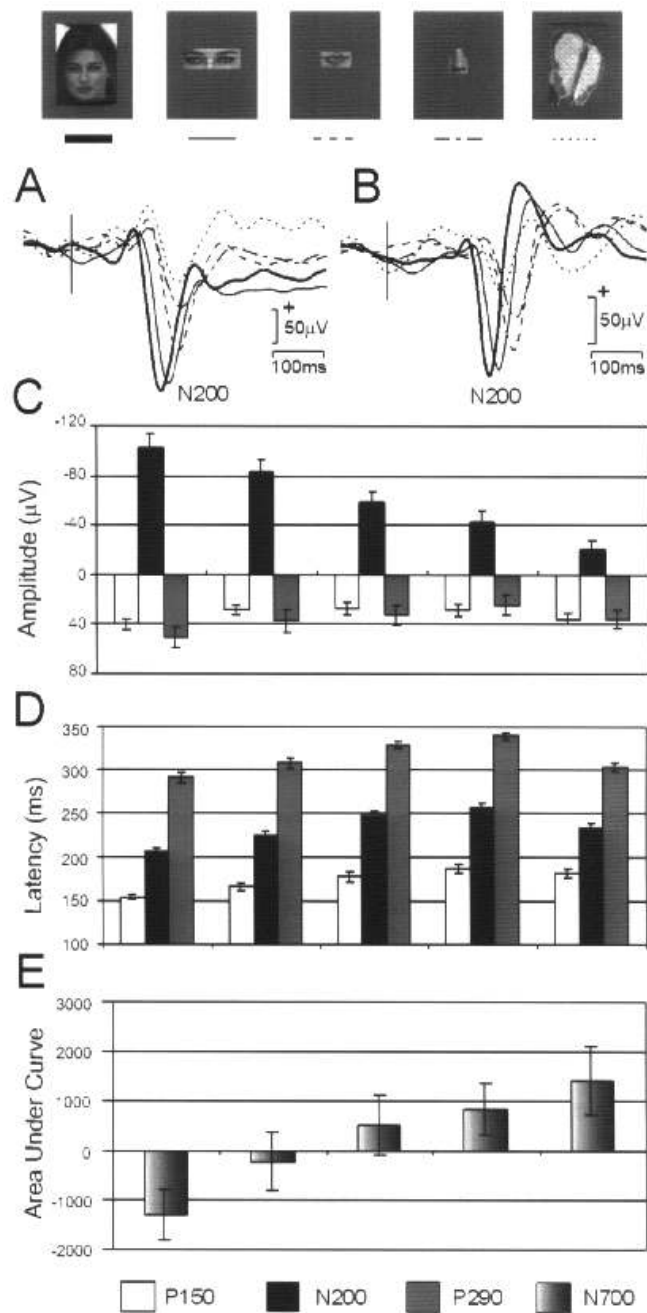 A
B
+
50µV
100ms
N200
+
50µV
100ms
N200
C
Amplitude (µV)
-120
-80
-40
0
40
80
D
Latency (ms)
350
300
250
200
150
100
E
Area Under Curve
3000
2000
1000
0
-1000
-2000
P150 N200 P290 N700